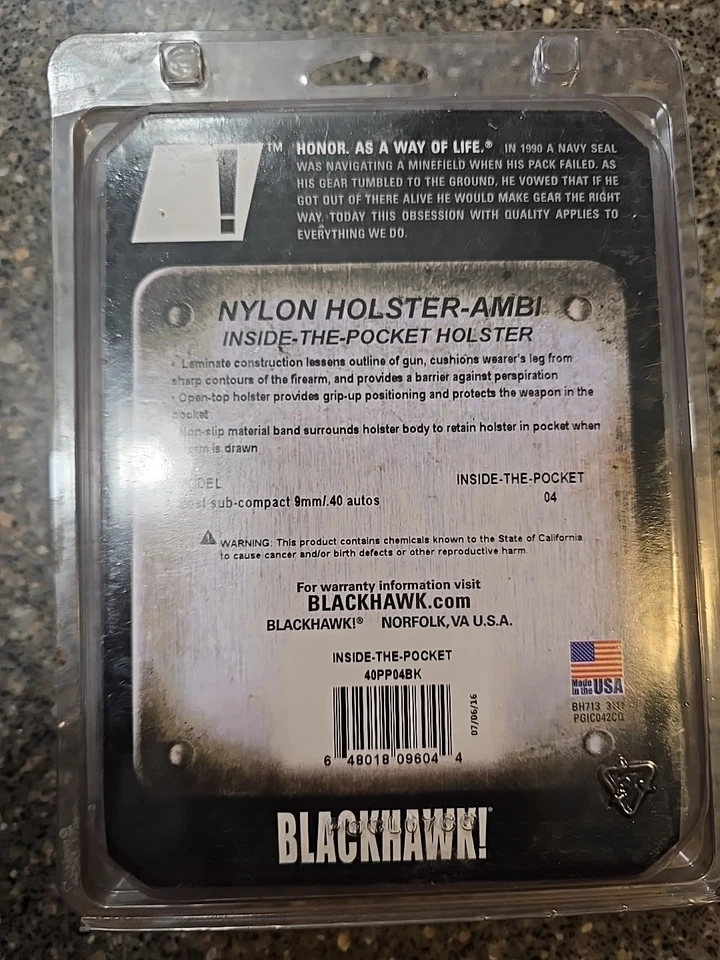 ™ HONOR. AS A WAY OF LIFE.® IN 1990 A NAVY SEAL
WAS NAVIGATING A MINEFIELD WHEN HIS PACK FAILED. AS
HIS GEAR TUMBLED TO THE GROUND, HE VOWED THAT IF HE
GOT OUT OF THERE ALIVE HE WOULD MAKE GEAR THE RIGHT
WAY. TODAY THIS OBSESSION WITH QUALITY APPLIES TO
EVERYTHING WE DO.
NYLON HOLSTER-AMBI
INSIDE-THE-POCKET HOLSTER
• Laminate construction lessens outline of gun, cushions wearer's leg from
sharp contours of the firearm, and provides a barrier against perspiration
• Open-top holster provides grip-up positioning and protects the weapon in the
pocket
Non-slip material band surrounds holster body to retain holster in pocket when
is drawn
INSIDE-THE-POCKET
sub-compact 9mm/.40 autos
04
WARNING: This product contains chemicals known to the State of California
to cause cancer and/or birth defects or other reproductive harm.
For warranty information visit
BLACKHAWK.com
BLACKHAWK!® NORFOLK, VA U.S.A.
INSIDE-THE-POCKET
40PP04BK
07/06/16
6 48018 09604 4
Made in the USA
BH713
PGIC042CQ
BLACKHAWK!®